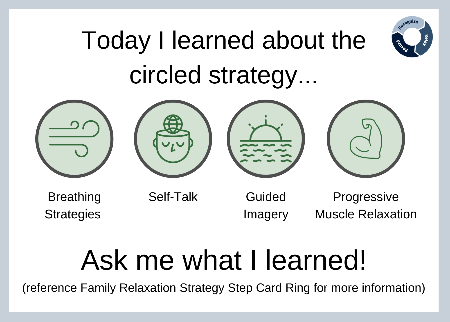 Today I learned about the
circled strategy...
Breathing
Strategies
Self-Talk
Guided
Imagery
Progressive
Muscle Relaxation
Ask me what I learned!
(reference Family Relaxation Strategy Step Card Ring for more information)